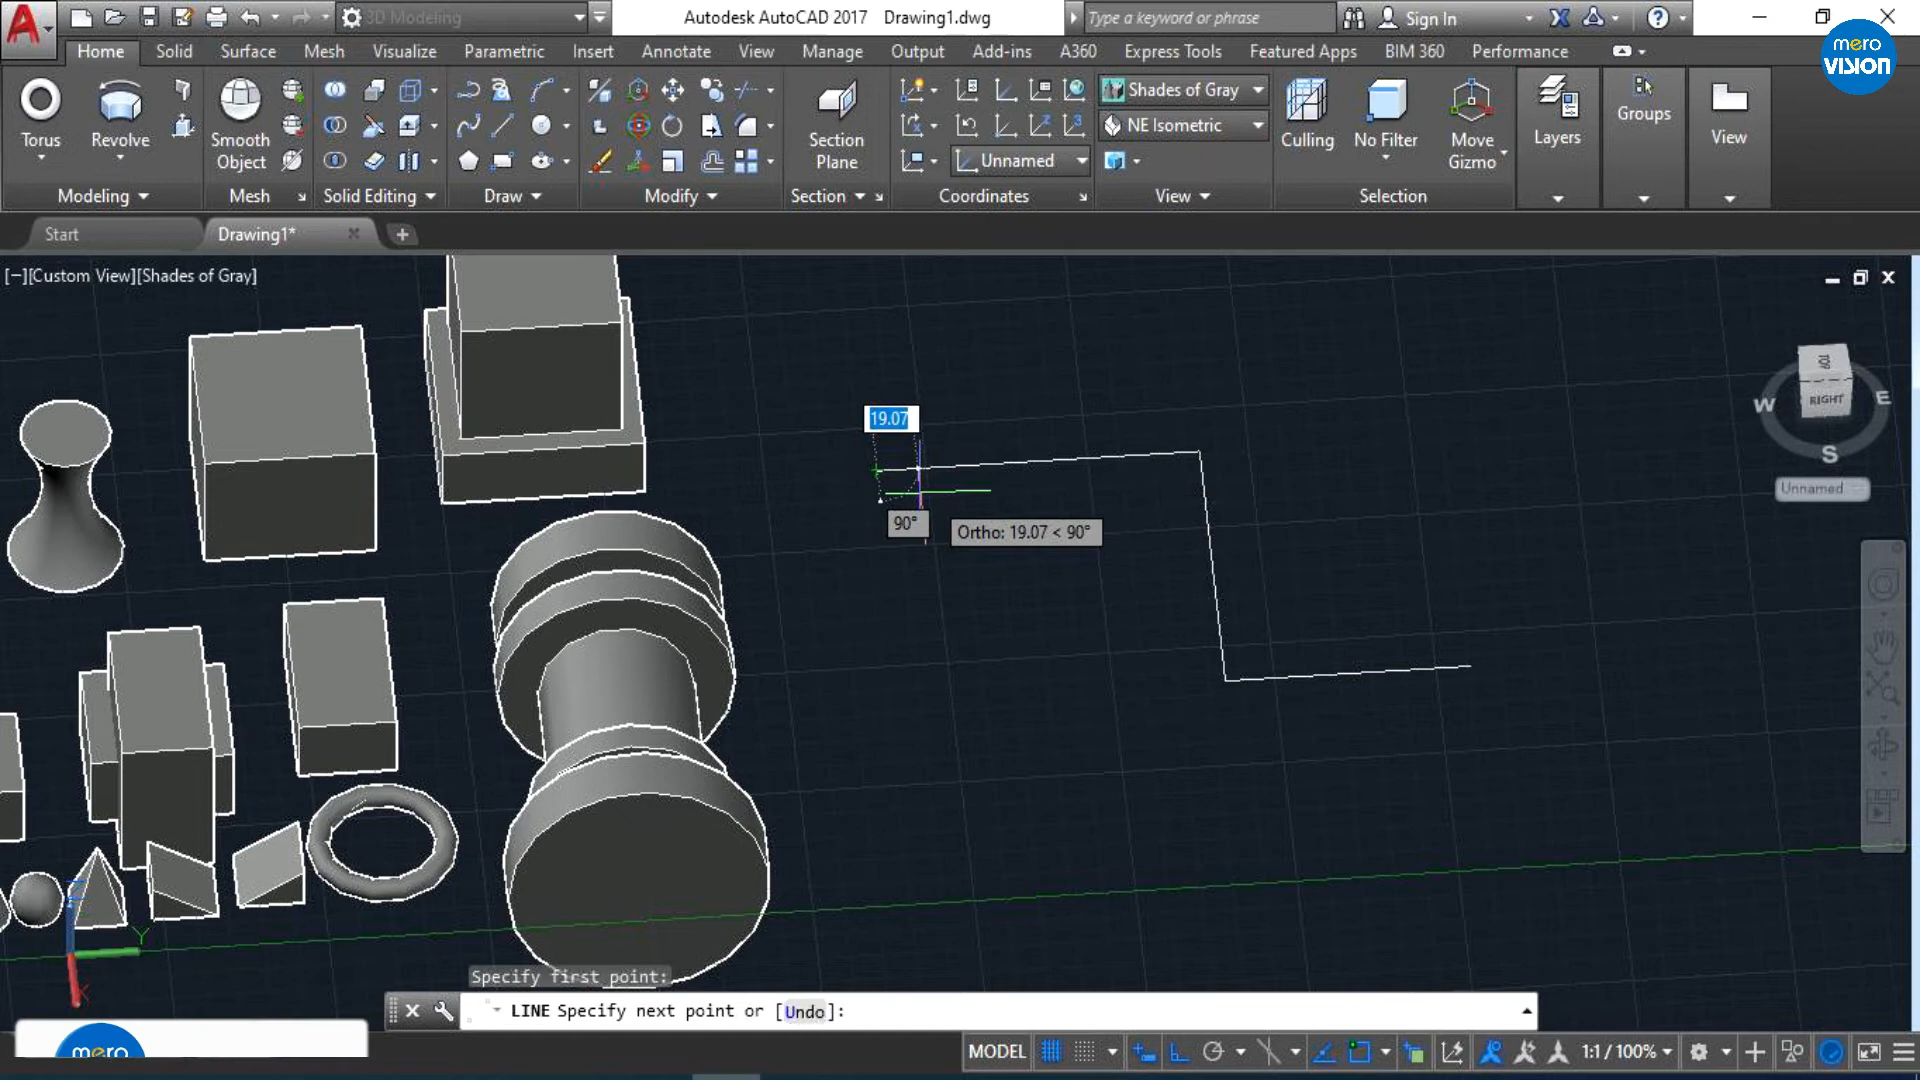 3D Modeling
Autodesk AutoCAD 2017 Drawing1.dwg
Type a keyword or phrase
Sign In
mero
VISION
Home Solid Surface Mesh Visualize Parametric Insert Annotate View Manage Output Add-ins A360 Express Tools Featured Apps BIM 360 Performance
Torus
Revolve
Smooth
Object
Section
Plane
Unnamed
Shades of Gray
NE Isometric
Culling
No Filter
Move
Gizmo
Layers
Groups
View
Modeling Mesh Solid Editing Draw Modify Section Coordinates View Selection
Start
Drawing1*
[−][Custom View][Shades of Gray]
TOP
RIGHT
W
E
S
Unnamed
19.07
90°
Ortho: 19.07 < 90°
Z
Y
X
Specify first point:
LINE Specify next point or [Undo]:
mero
MODEL
1:1 / 100%